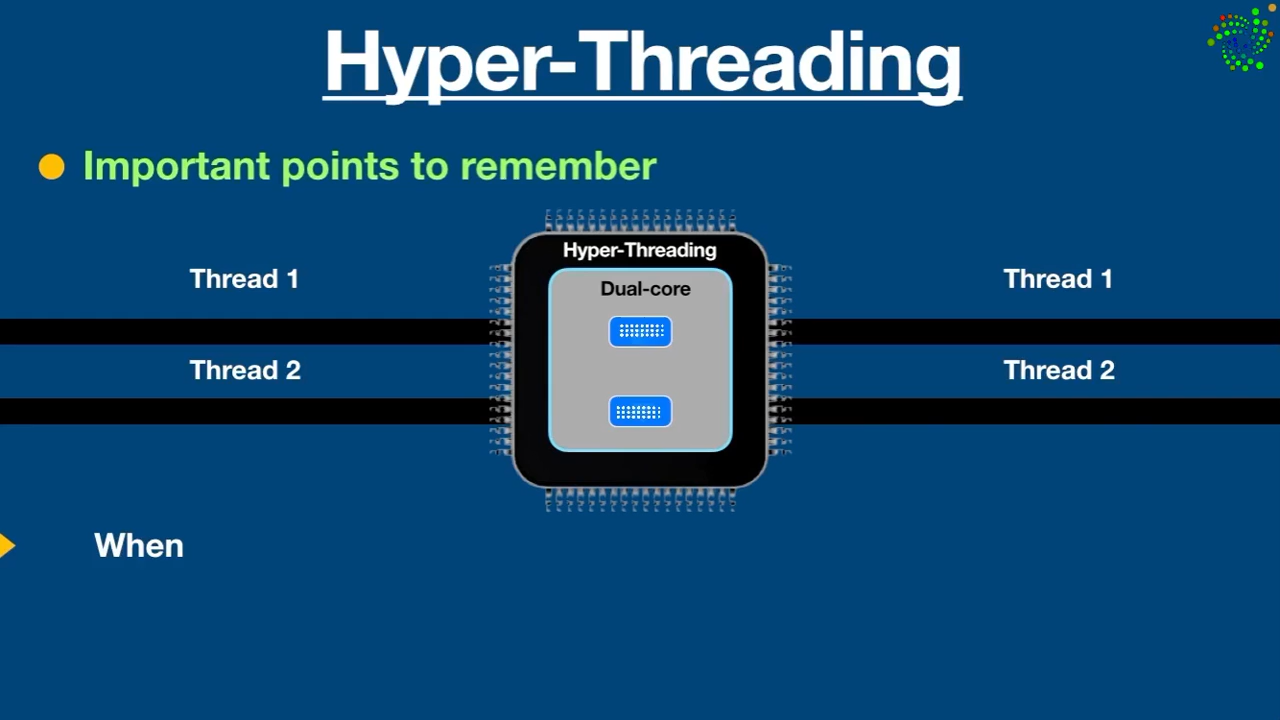 Hyper-Threading
Important points to remember
Hyper-Threading
Dual-core
Thread 1
Thread 1
Thread 2
Thread 2
When